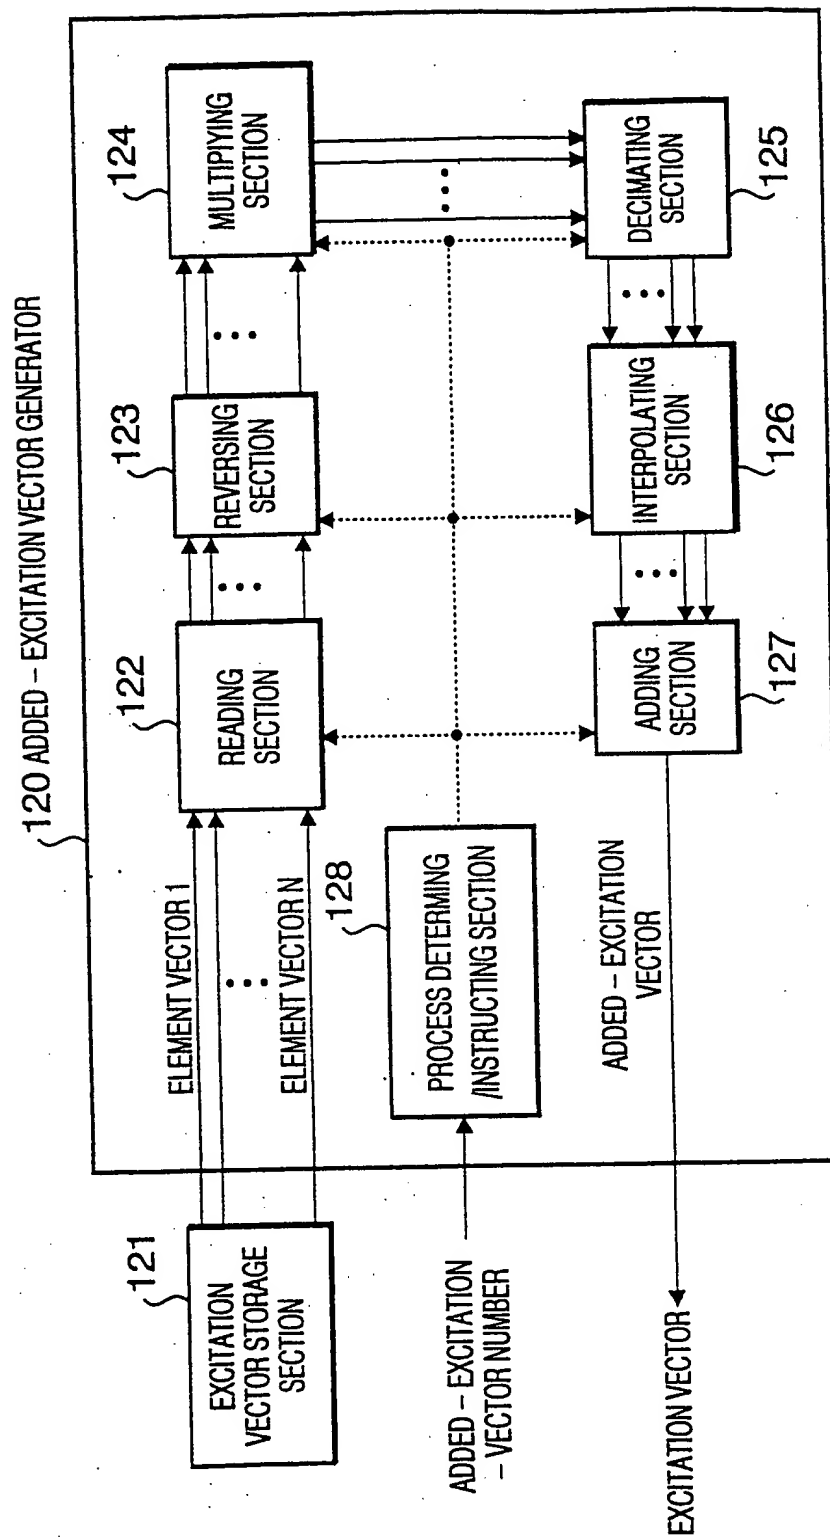 120 ADDED – EXCITATION VECTOR GENERATOR
121
EXCITATION
VECTOR STORAGE
SECTION
ELEMENT VECTOR 1
ELEMENT VECTOR N
122
READING
SECTION
123
REVERSING
SECTION
124
MULTIPIYING
SECTION
ADDED – EXCITATION
– VECTOR NUMBER
128
PROCESS DETERMING
/INSTRUCTING SECTION
EXCITATION VECTOR
ADDED – EXCITATION
VECTOR
ADDING
SECTION
127
INTERPOLATING
SECTION
126
DECIMATING
SECTION
125